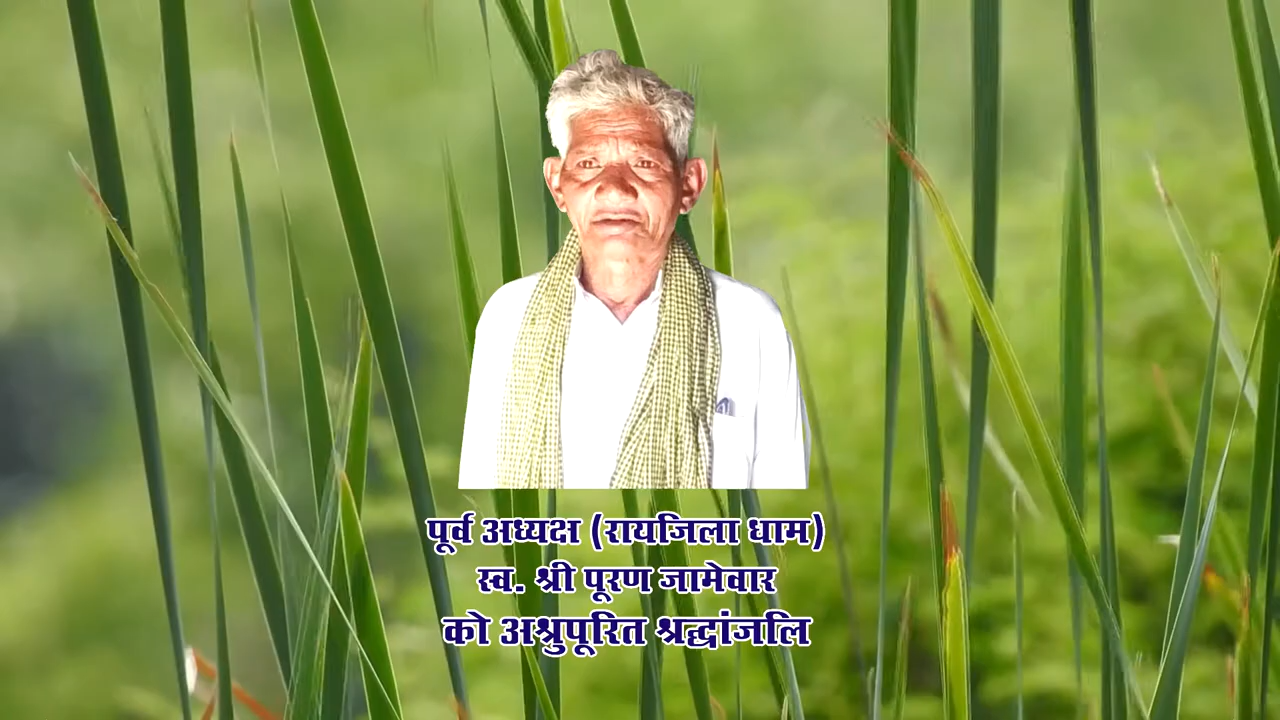 पूर्व अध्यक्ष (रायजिला धाम)
स्व. श्री पूरण जामेवार
को अश्रुपूरित श्रद्धांजलि